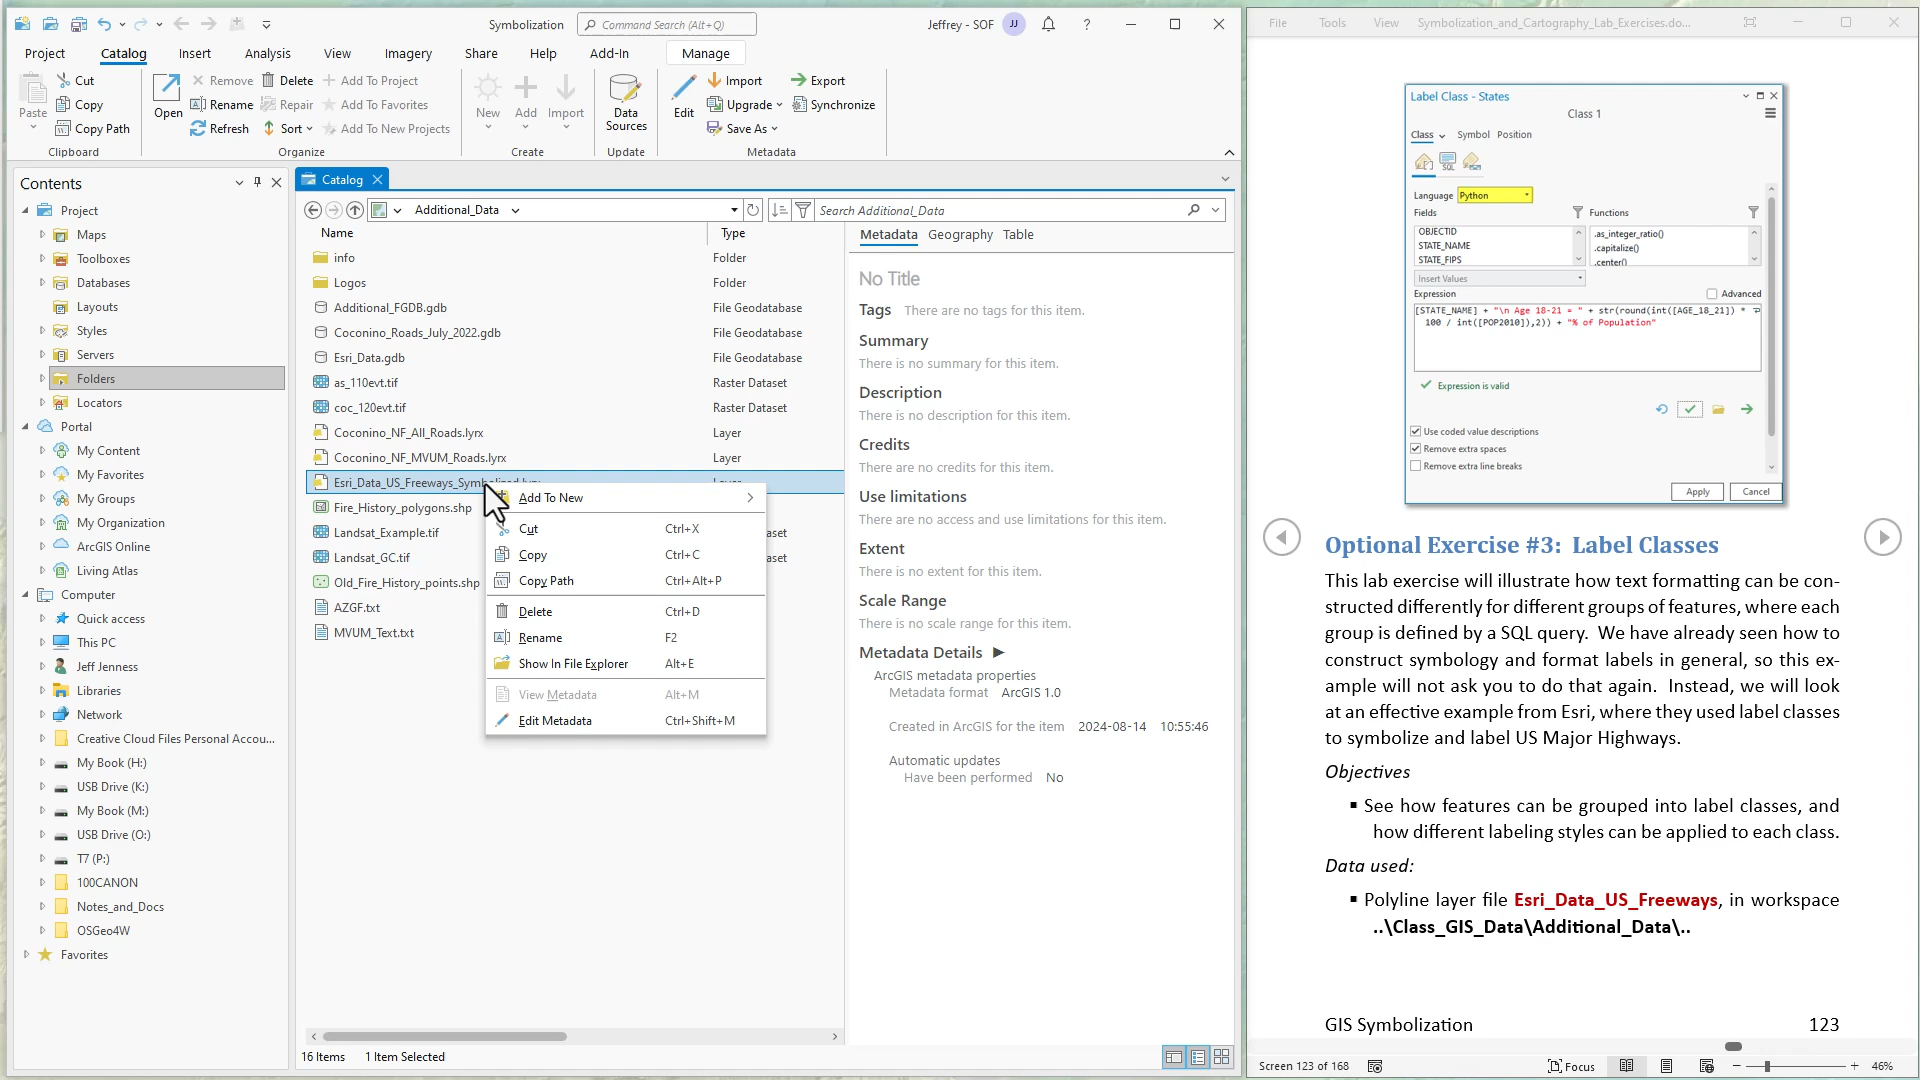 Symbolization
Command Search (Alt+Q)
Jeffrey - SOF
JJ
Project
Catalog
Insert
Analysis
View
Imagery
Share
Help
Add-In
Manage
Paste
Cut
Copy
Copy Path
Clipboard
Open
Remove
Delete
Add To Project
Rename
Repair
Add To Favorites
Refresh
Sort
Add To New Projects
Organize
New
Add
Import
Create
Data Sources
Update
Edit
Import
Export
Upgrade
Synchronize
Save As
Metadata
Contents
Project
Maps
Toolboxes
Databases
Layouts
Styles
Servers
Folders
Locators
Portal
My Content
My Favorites
My Groups
My Organization
ArcGIS Online
Living Atlas
Computer
Quick access
This PC
Jeff Jenness
Libraries
Network
Creative Cloud Files Personal Accou...
My Book (H:)
USB Drive (K:)
My Book (M:)
USB Drive (O:)
T7 (P:)
100CANON
Notes_and_Docs
OSGeo4W
Favorites
Catalog
Additional_Data
Search Additional_Data
Name Type
info Folder
Logos Folder
Additional_FGDB.gdb File Geodatabase
Coconino_Roads_July_2022.gdb File Geodatabase
Esri_Data.gdb File Geodatabase
as_110evt.tif Raster Dataset
coc_120evt.tif Raster Dataset
Coconino_NF_All_Roads.lyrx Layer
Coconino_NF_MVUM_Roads.lyrx Layer
Esri_Data_US_Freeways_Symbolized.lyrx Layer
Fire_History_polygons.shp
Landsat_Example.tif aset
Landsat_GC.tif aset
Old_Fire_History_points.shp
AZGF.txt
MVUM_Text.txt
Add To New
Cut Ctrl+X
Copy Ctrl+C
Copy Path Ctrl+Alt+P
Delete Ctrl+D
Rename F2
Show In File Explorer Alt+E
View Metadata Alt+M
Edit Metadata Ctrl+Shift+M
16 Items 1 Item Selected
Metadata Geography Table
No Title
Tags There are no tags for this item.
Summary
There is no summary for this item.
Description
There is no description for this item.
Credits
There are no credits for this item.
Use limitations
There are no access and use limitations for this item.
Extent
There is no extent for this item.
Scale Range
There is no scale range for this item.
Metadata Details ►
ArcGIS metadata properties
Metadata format ArcGIS 1.0
Created in ArcGIS for the item 2024-08-14 10:55:46
Automatic updates
Have been performed No
File
Tools
View
Symbolization_and_Cartography_Lab_Exercises.do...
Label Class - States
Class 1
Class Symbol Position
SQL
Language Python
Fields Functions
OBJECTID
STATE_NAME
STATE_FIPS
.as_integer_ratio()
.capitalize()
.center()
Insert Values
Expression Advanced
[STATE_NAME] + "\n Age 18-21 = " + str(round(int([AGE_18_21]) *
100 / int([POP2010]),2)) + "% of Population"
Expression is valid
Use coded value descriptions
Remove extra spaces
Remove extra line breaks
Apply Cancel
Optional Exercise #3: Label Classes
This lab exercise will illustrate how text formatting can be con-
structed differently for different groups of features, where each
group is defined by a SQL query. We have already seen how to
construct symbology and format labels in general, so this ex-
ample will not ask you to do that again. Instead, we will look
at an effective example from Esri, where they used label classes
to symbolize and label US Major Highways.
Objectives
▪ See how features can be grouped into label classes, and
how different labeling styles can be applied to each class.
Data used:
▪ Polyline layer file Esri_Data_US_Freeways, in workspace
..\Class_GIS_Data\Additional_Data\..
GIS Symbolization 123
Screen 123 of 168
Focus
46%